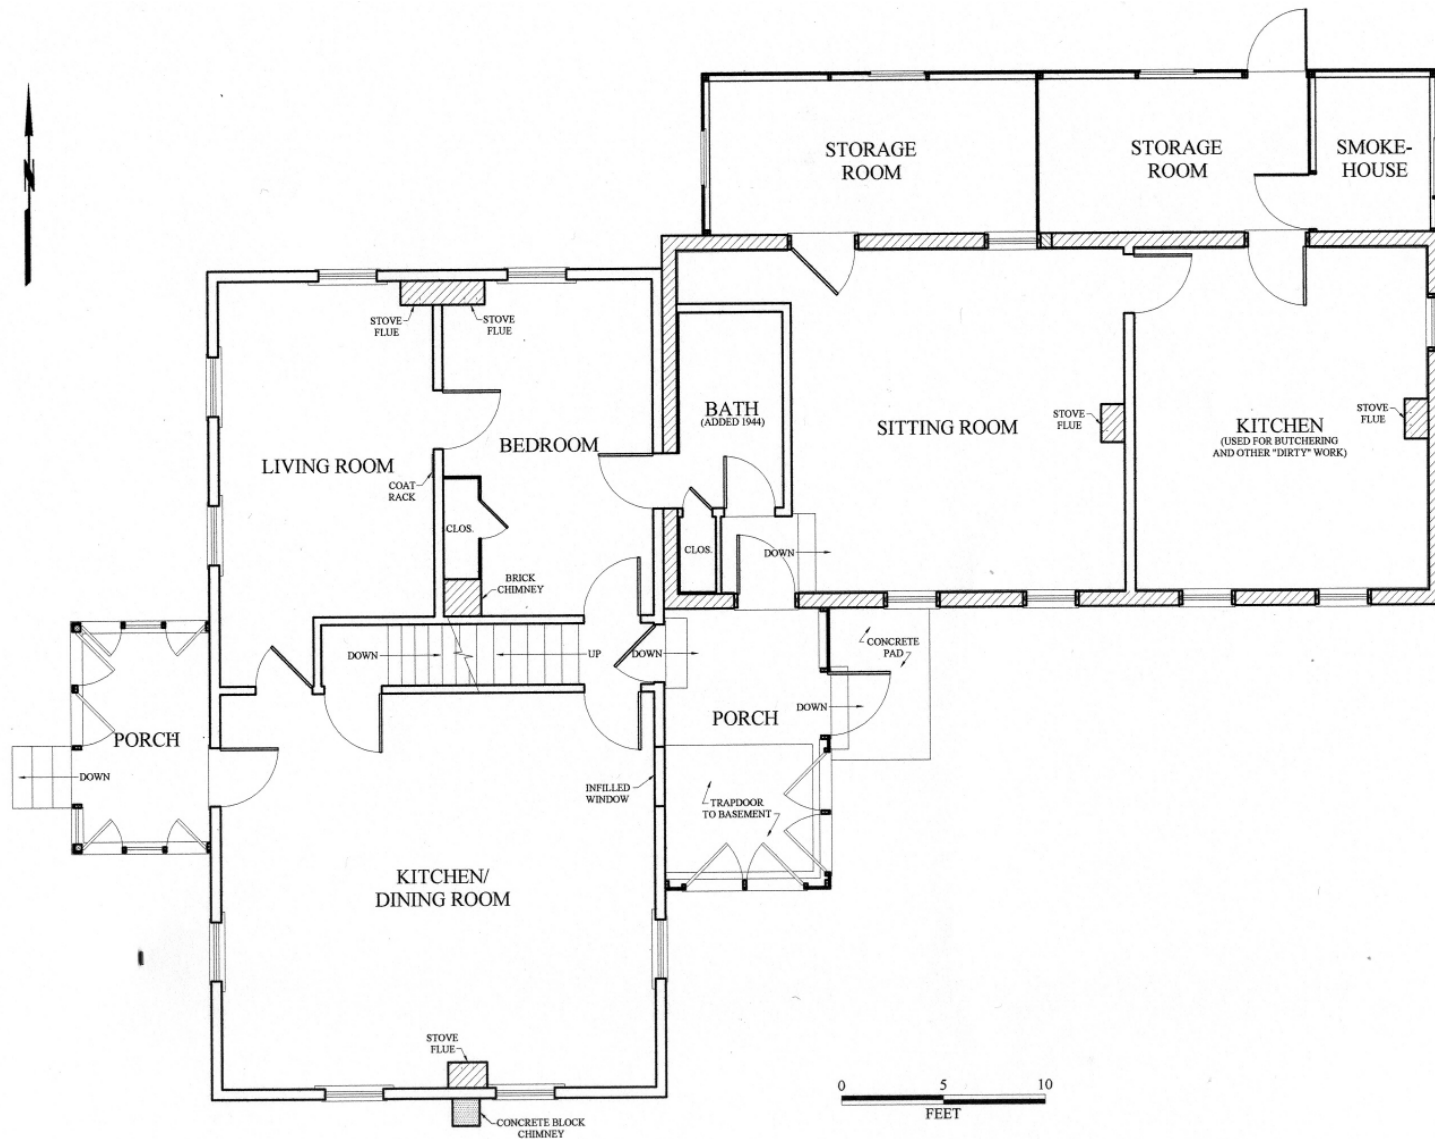 N
STORAGE
ROOM
STORAGE
ROOM
SMOKE-
HOUSE
STOVE
FLUE
STOVE
FLUE
LIVING ROOM
COAT
RACK
BEDROOM
CLOS.
BRICK
CHIMNEY
BATH
(ADDED 1944)
CLOS.
DOWN
SITTING ROOM
STOVE
FLUE
KITCHEN
(USED FOR BUTCHERING
AND OTHER "DIRTY" WORK)
STOVE
FLUE
DOWN
UP
DOWN
CONCRETE
PAD
PORCH
DOWN
PORCH
DOWN
INFILLED
WINDOW
TRAPDOOR
TO BASEMENT
KITCHEN/
DINING ROOM
STOVE
FLUE
CONCRETE BLOCK
CHIMNEY
0 5 10
FEET